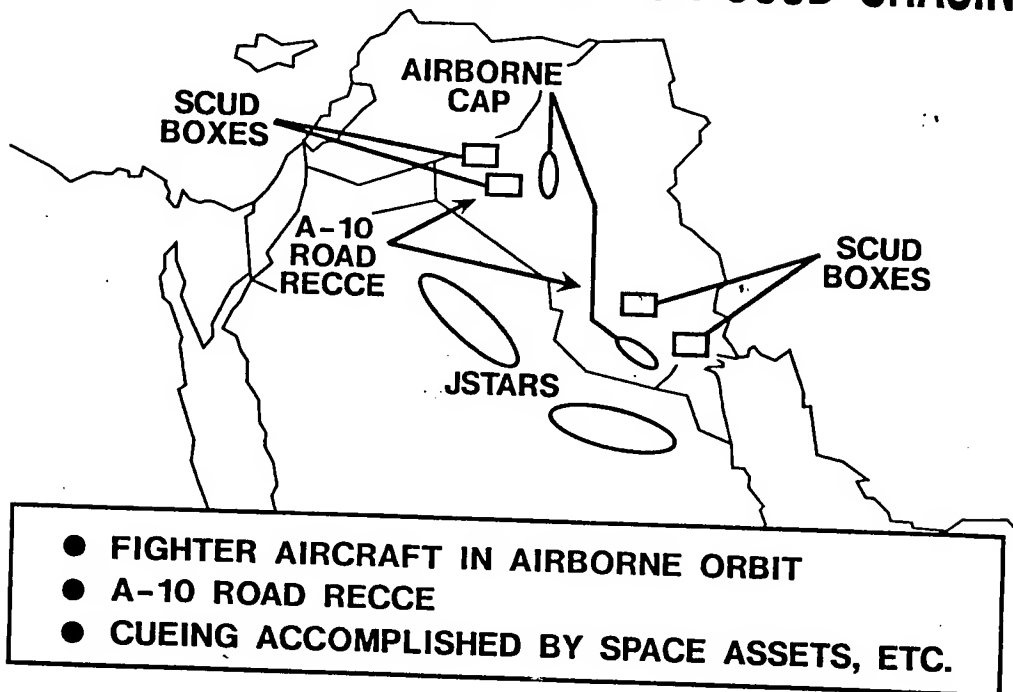 SCUD
AIRBORNE
CAP
SCUD
BOXES
A-10
ROAD
RECCE
SCUD
BOXES
JSTARS
● FIGHTER AIRCRAFT IN AIRBORNE ORBIT
● A-10 ROAD RECCE
● CUEING ACCOMPLISHED BY SPACE ASSETS, ETC.